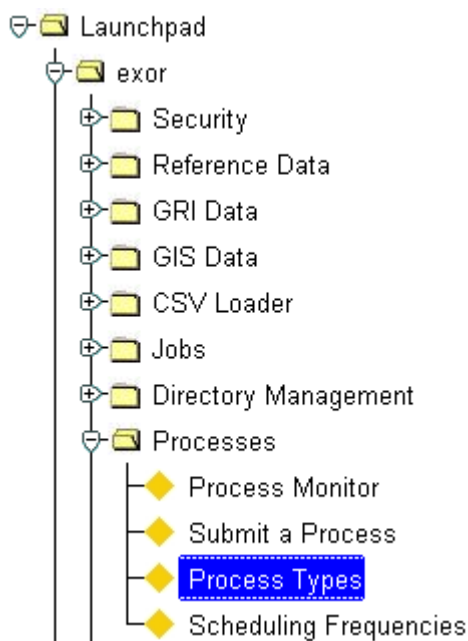 Launchpad
exor
Security
Reference Data
GRI Data
GIS Data
CSV Loader
Jobs
Directory Management
Processes
Process Monitor
Submit a Process
Process Types
Scheduling Frequencies